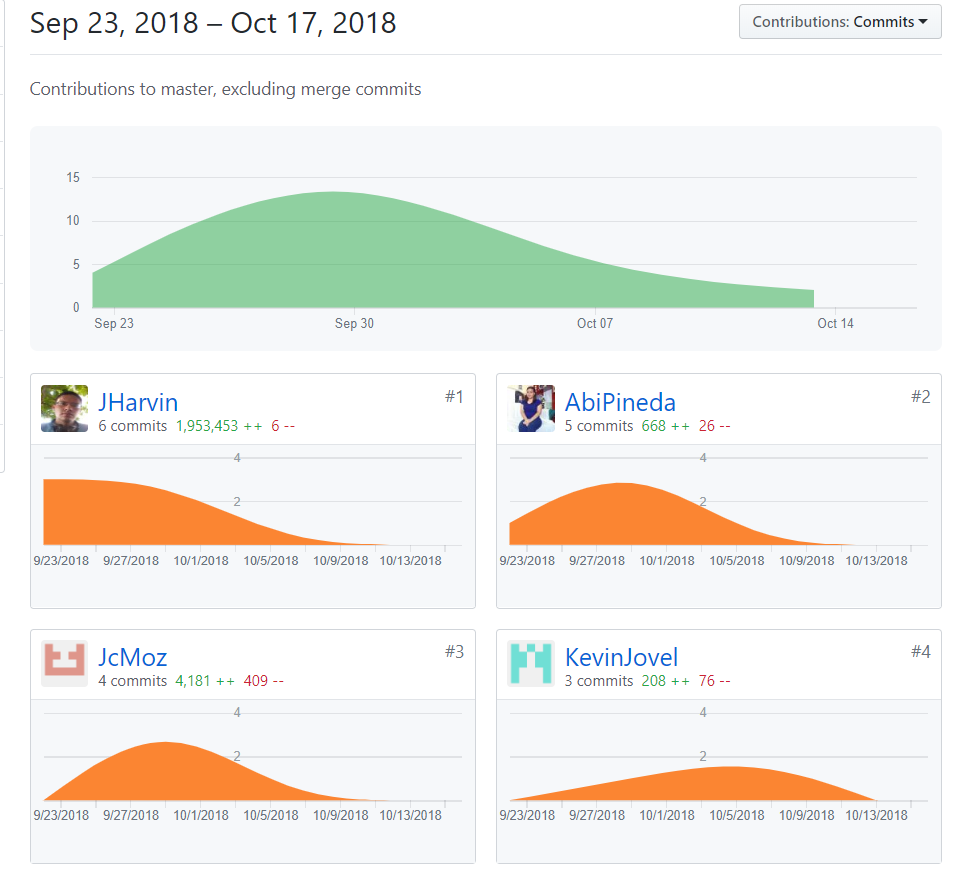 Sep 23, 2018 – Oct 17, 2018
Contributions: Commits
Contributions to master, excluding merge commits
15
10
5
0
Sep 23 Sep 30 Oct 07 Oct 14
JHarvin #1
6 commits 1,953,453 ++ 6 --
4
2
9/23/2018 9/27/2018 10/1/2018 10/5/2018 10/9/2018 10/13/2018
AbiPineda #2
5 commits 668 ++ 26 --
4
2
9/23/2018 9/27/2018 10/1/2018 10/5/2018 10/9/2018 10/13/2018
JcMoz #3
4 commits 4,181 ++ 409 --
4
2
9/23/2018 9/27/2018 10/1/2018 10/5/2018 10/9/2018 10/13/2018
KevinJovel #4
3 commits 208 ++ 76 --
4
2
9/23/2018 9/27/2018 10/1/2018 10/5/2018 10/9/2018 10/13/2018